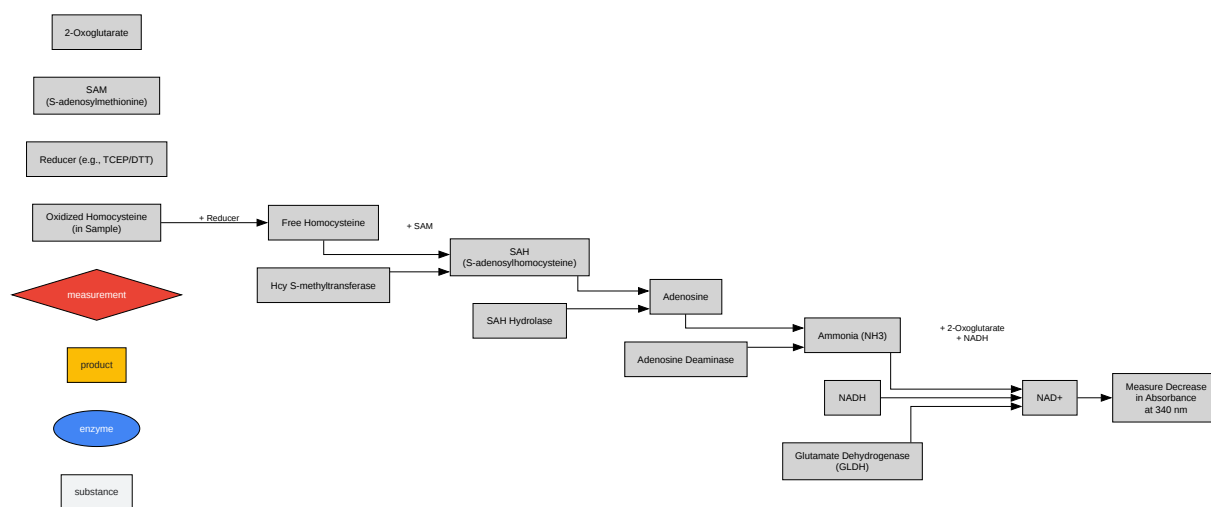 2-Oxoglutarate
SAM
(S-adenosylmethionine)
Reducer (e.g., TCEP/DTT)
Oxidized Homocysteine
(in Sample)
+ Reducer
Free Homocysteine
+ SAM
SAH
(S-adenosylhomocysteine)
Hcy S-methyltransferase
measurement
Adenosine
SAH Hydrolase
Ammonia (NH3)
+ 2-Oxoglutarate
+ NADH
Adenosine Deaminase
product
NADH
NAD+
Measure Decrease
in Absorbance
at 340 nm
enzyme
Glutamate Dehydrogenase
(GLDH)
substance